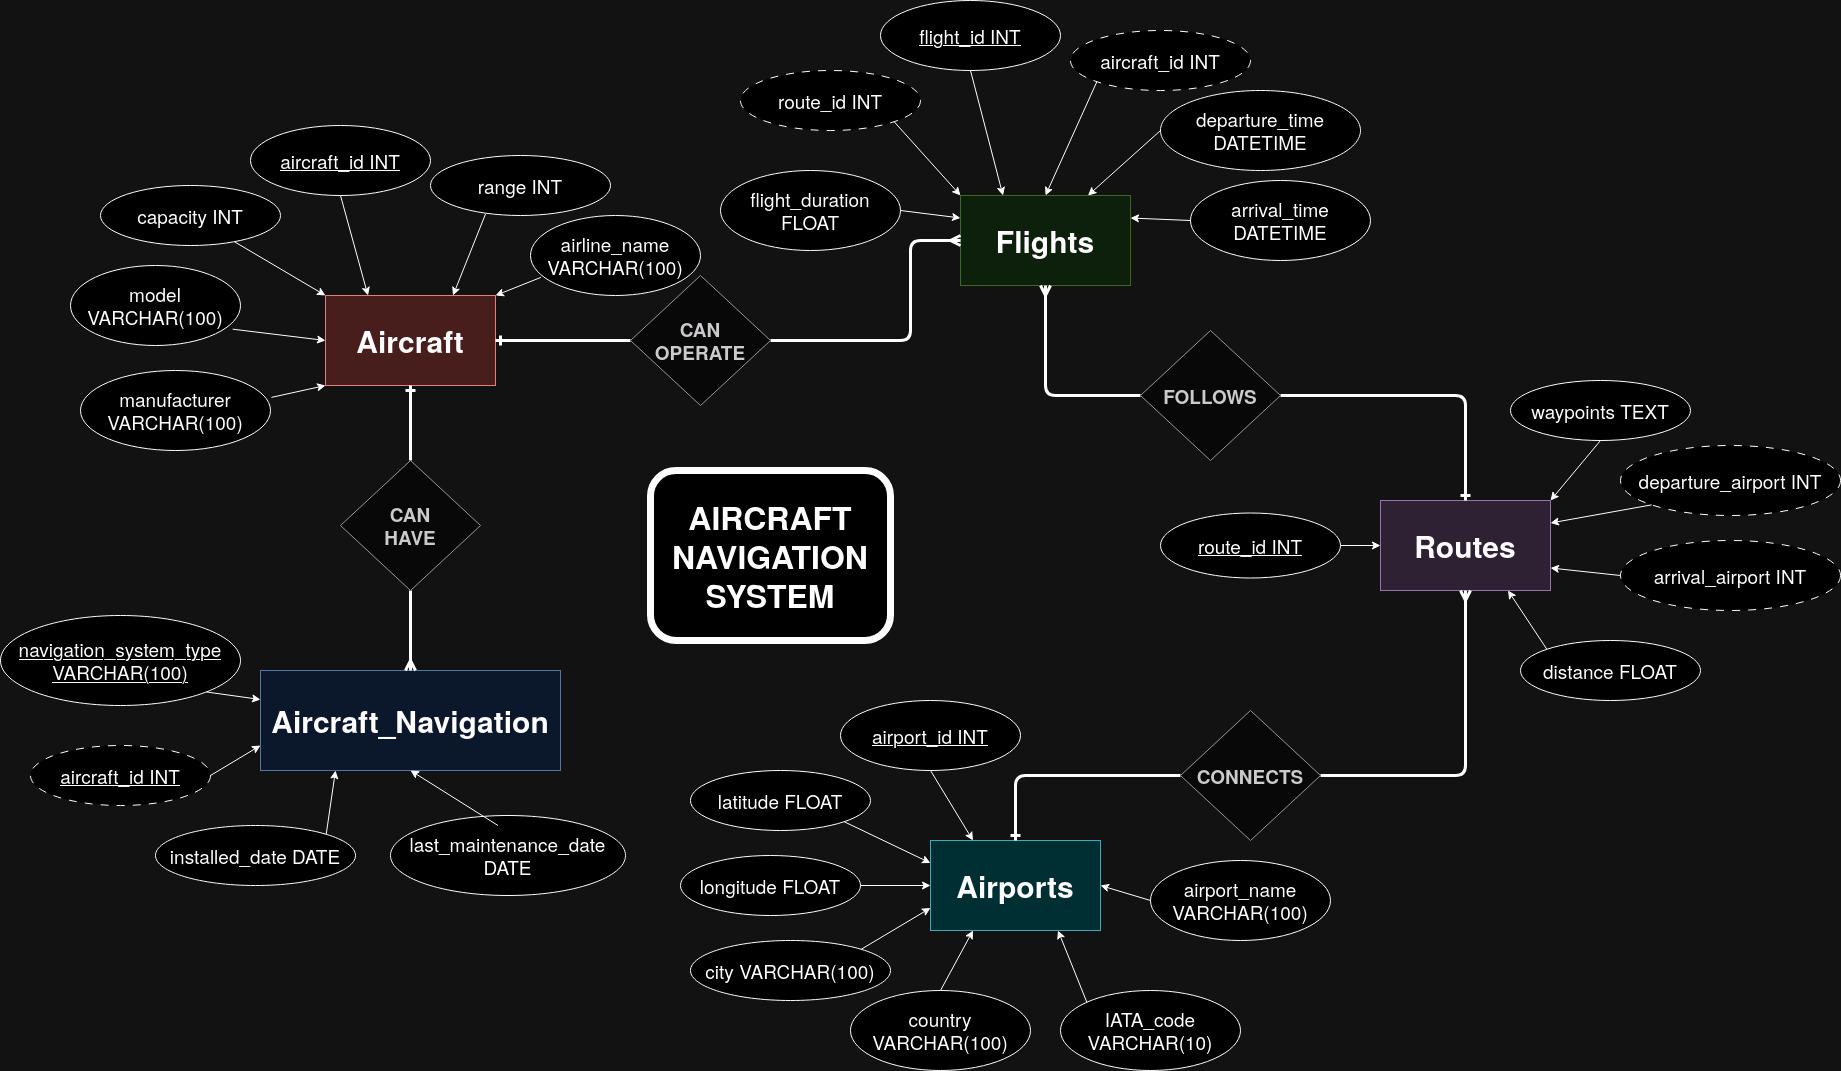 flight_id INT
aircraft_id INT
route_id INT
departure_time
DATETIME
flight_duration
FLOAT
arrival_time
DATETIME
Flights
aircraft_id INT
range INT
capacity INT
airline_name
VARCHAR(100)
model
VARCHAR(100)
manufacturer
VARCHAR(100)
Aircraft
CAN
OPERATE
FOLLOWS
CAN
HAVE
AIRCRAFT
NAVIGATION
SYSTEM
waypoints TEXT
departure_airport INT
route_id INT
Routes
arrival_airport INT
distance FLOAT
navigation_system_type
VARCHAR(100)
Aircraft_Navigation
aircraft_id INT
installed_date DATE
last_maintenance_date
DATE
CONNECTS
airport_id INT
latitude FLOAT
longitude FLOAT
Airports
airport_name
VARCHAR(100)
city VARCHAR(100)
country
VARCHAR(100)
IATA_code
VARCHAR(10)